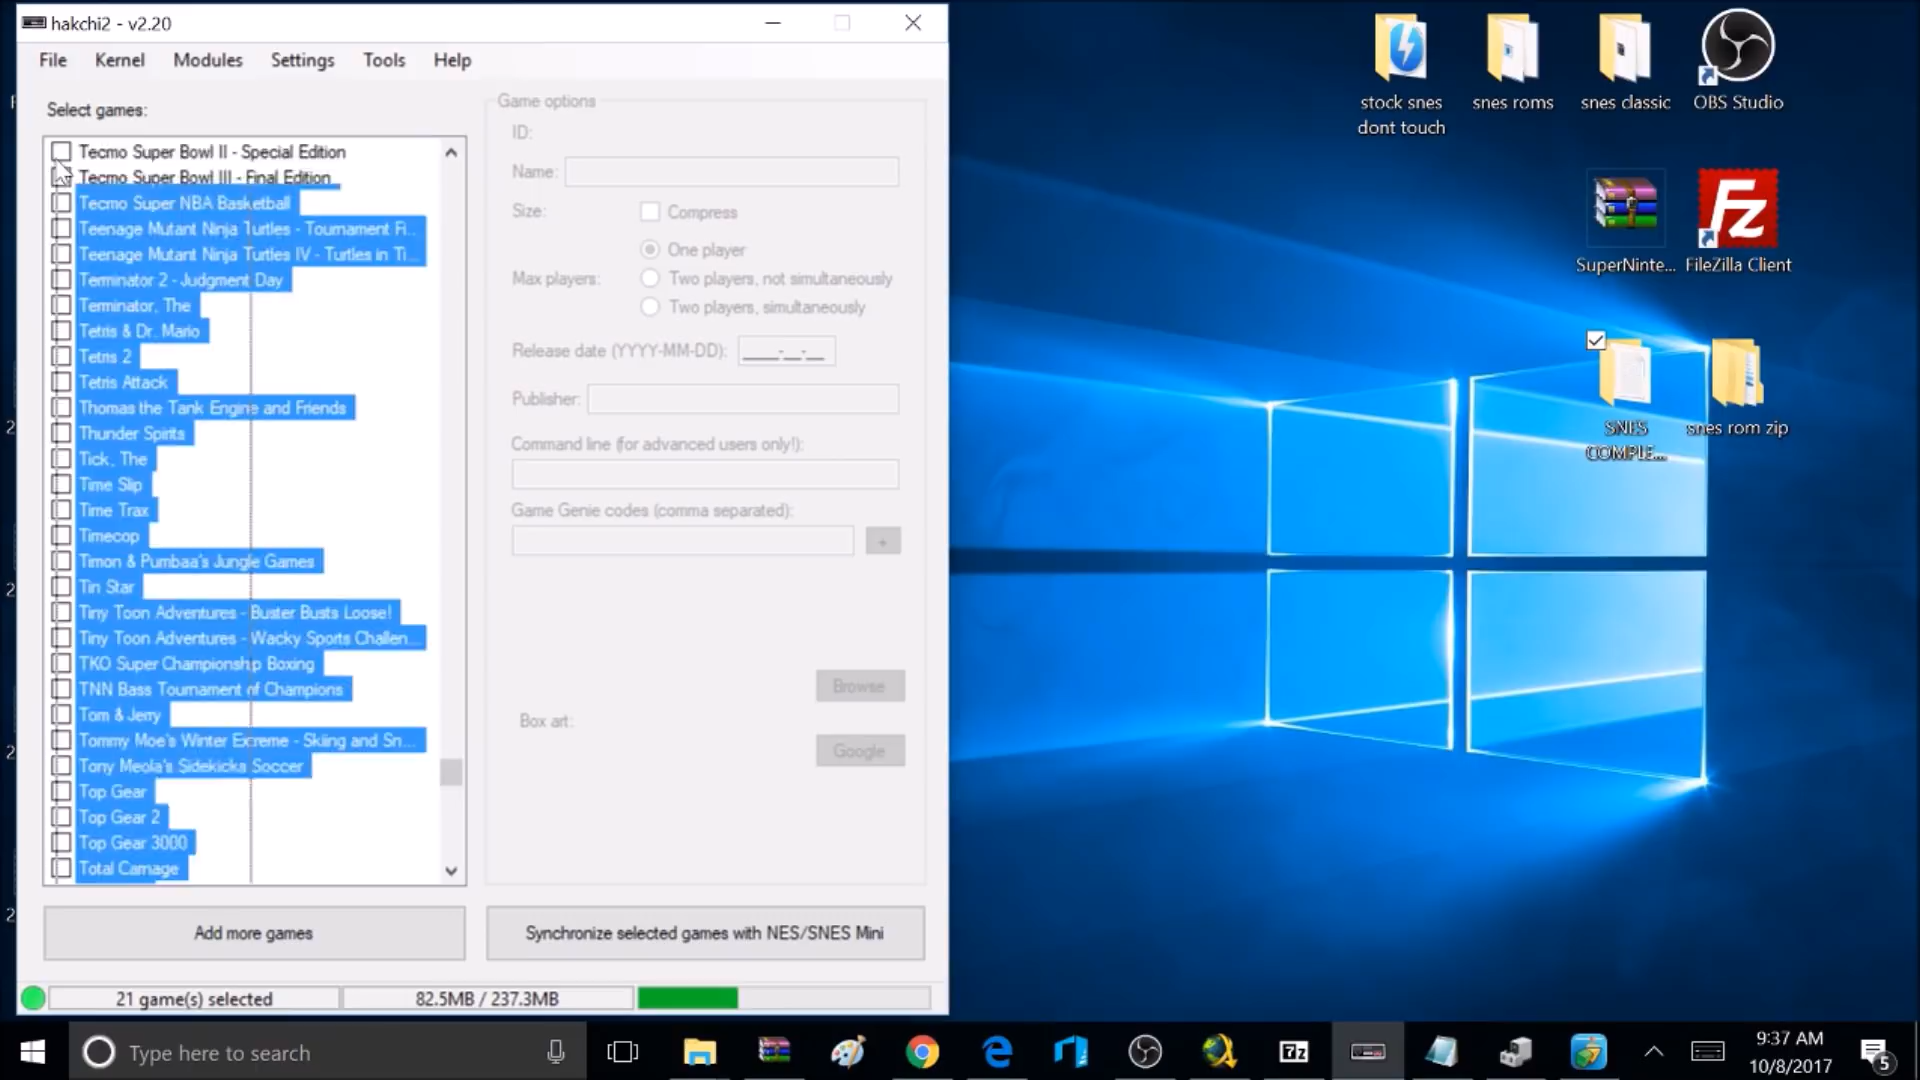 hakchi2 - v2.20
File Kernel Modules Settings Tools Help
Select games:
Tecmo Super Bowl II - Special Edition
Tecmo Super Bowl III - Final Edition
Tecmo Super NBA Basketball
Teenage Mutant Ninja Turtles - Tournament Fi...
Teenage Mutant Ninja Turtles IV - Turtles in Ti...
Terminator 2 - Judgment Day
Terminator, The
Tetris & Dr. Mario
Tetris 2
Tetris Attack
Thomas the Tank Engine and Friends
Thunder Spirits
Tick, The
Time Slip
Time Trax
Timecop
Timon & Pumbaa's Jungle Games
Tin Star
Tiny Toon Adventures - Buster Busts Loose!
Tiny Toon Adventures - Wacky Sports Challen...
TKO Super Championship Boxing
TNN Bass Tournament of Champions
Tom & Jerry
Tommy Moe's Winter Extreme - Skiing and Sn...
Tony Meola's Sidekicks Soccer
Top Gear
Top Gear 2
Top Gear 3000
Total Carnage
Game options
ID:
Name:
Size:
Compress
Max players:
One player
Two players, not simultaneously
Two players, simultaneously
Release date (YYYY-MM-DD): ____-__-__
Publisher:
Command line (for advanced users only!):
Game Genie codes (comma separated):
+
Browse
Box art:
Google
Add more games
Synchronize selected games with NES/SNES Mini
21 game(s) selected
82.5MB / 237.3MB
stock snes
dont touch
snes roms
snes classic
OBS Studio
SuperNinte...
FileZilla Client
Fz
SNES
COMPLE...
snes rom zip
Type here to search
7z
9:37 AM
10/8/2017
5